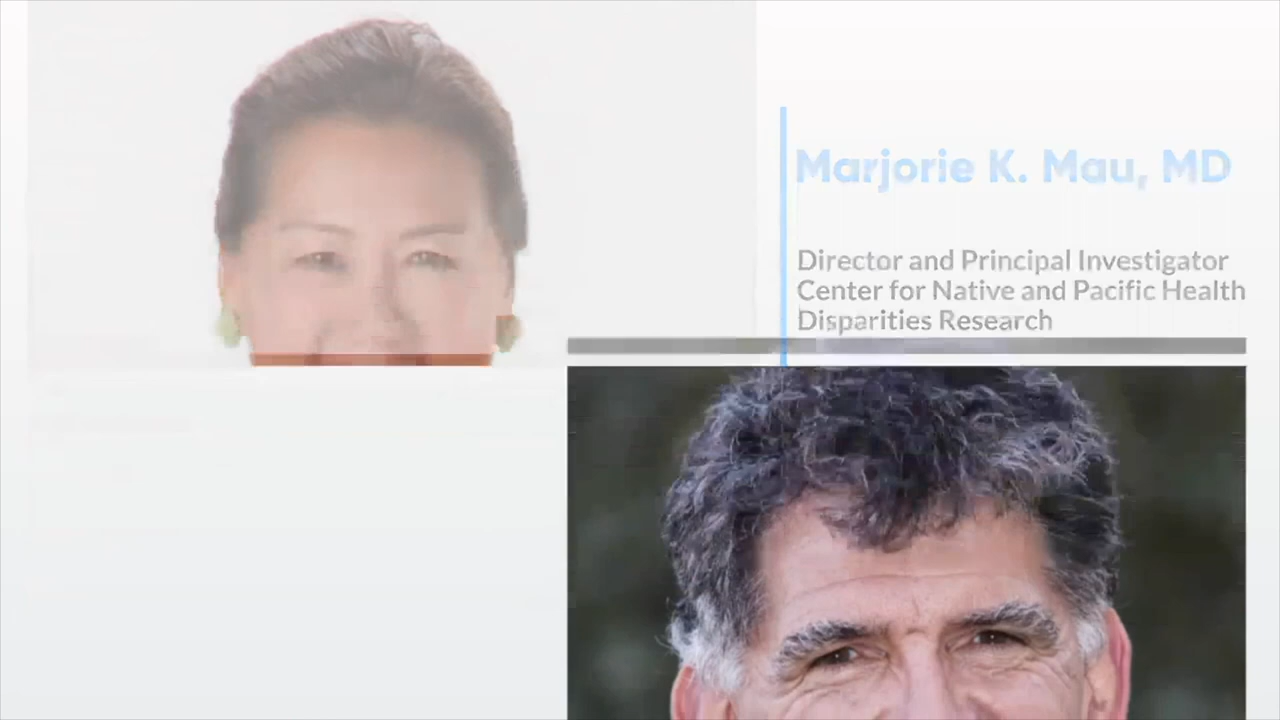 Marjorie K. Mau, MD
Director and Principal Investigator
Center for Native and Pacific Health
Disparities Research